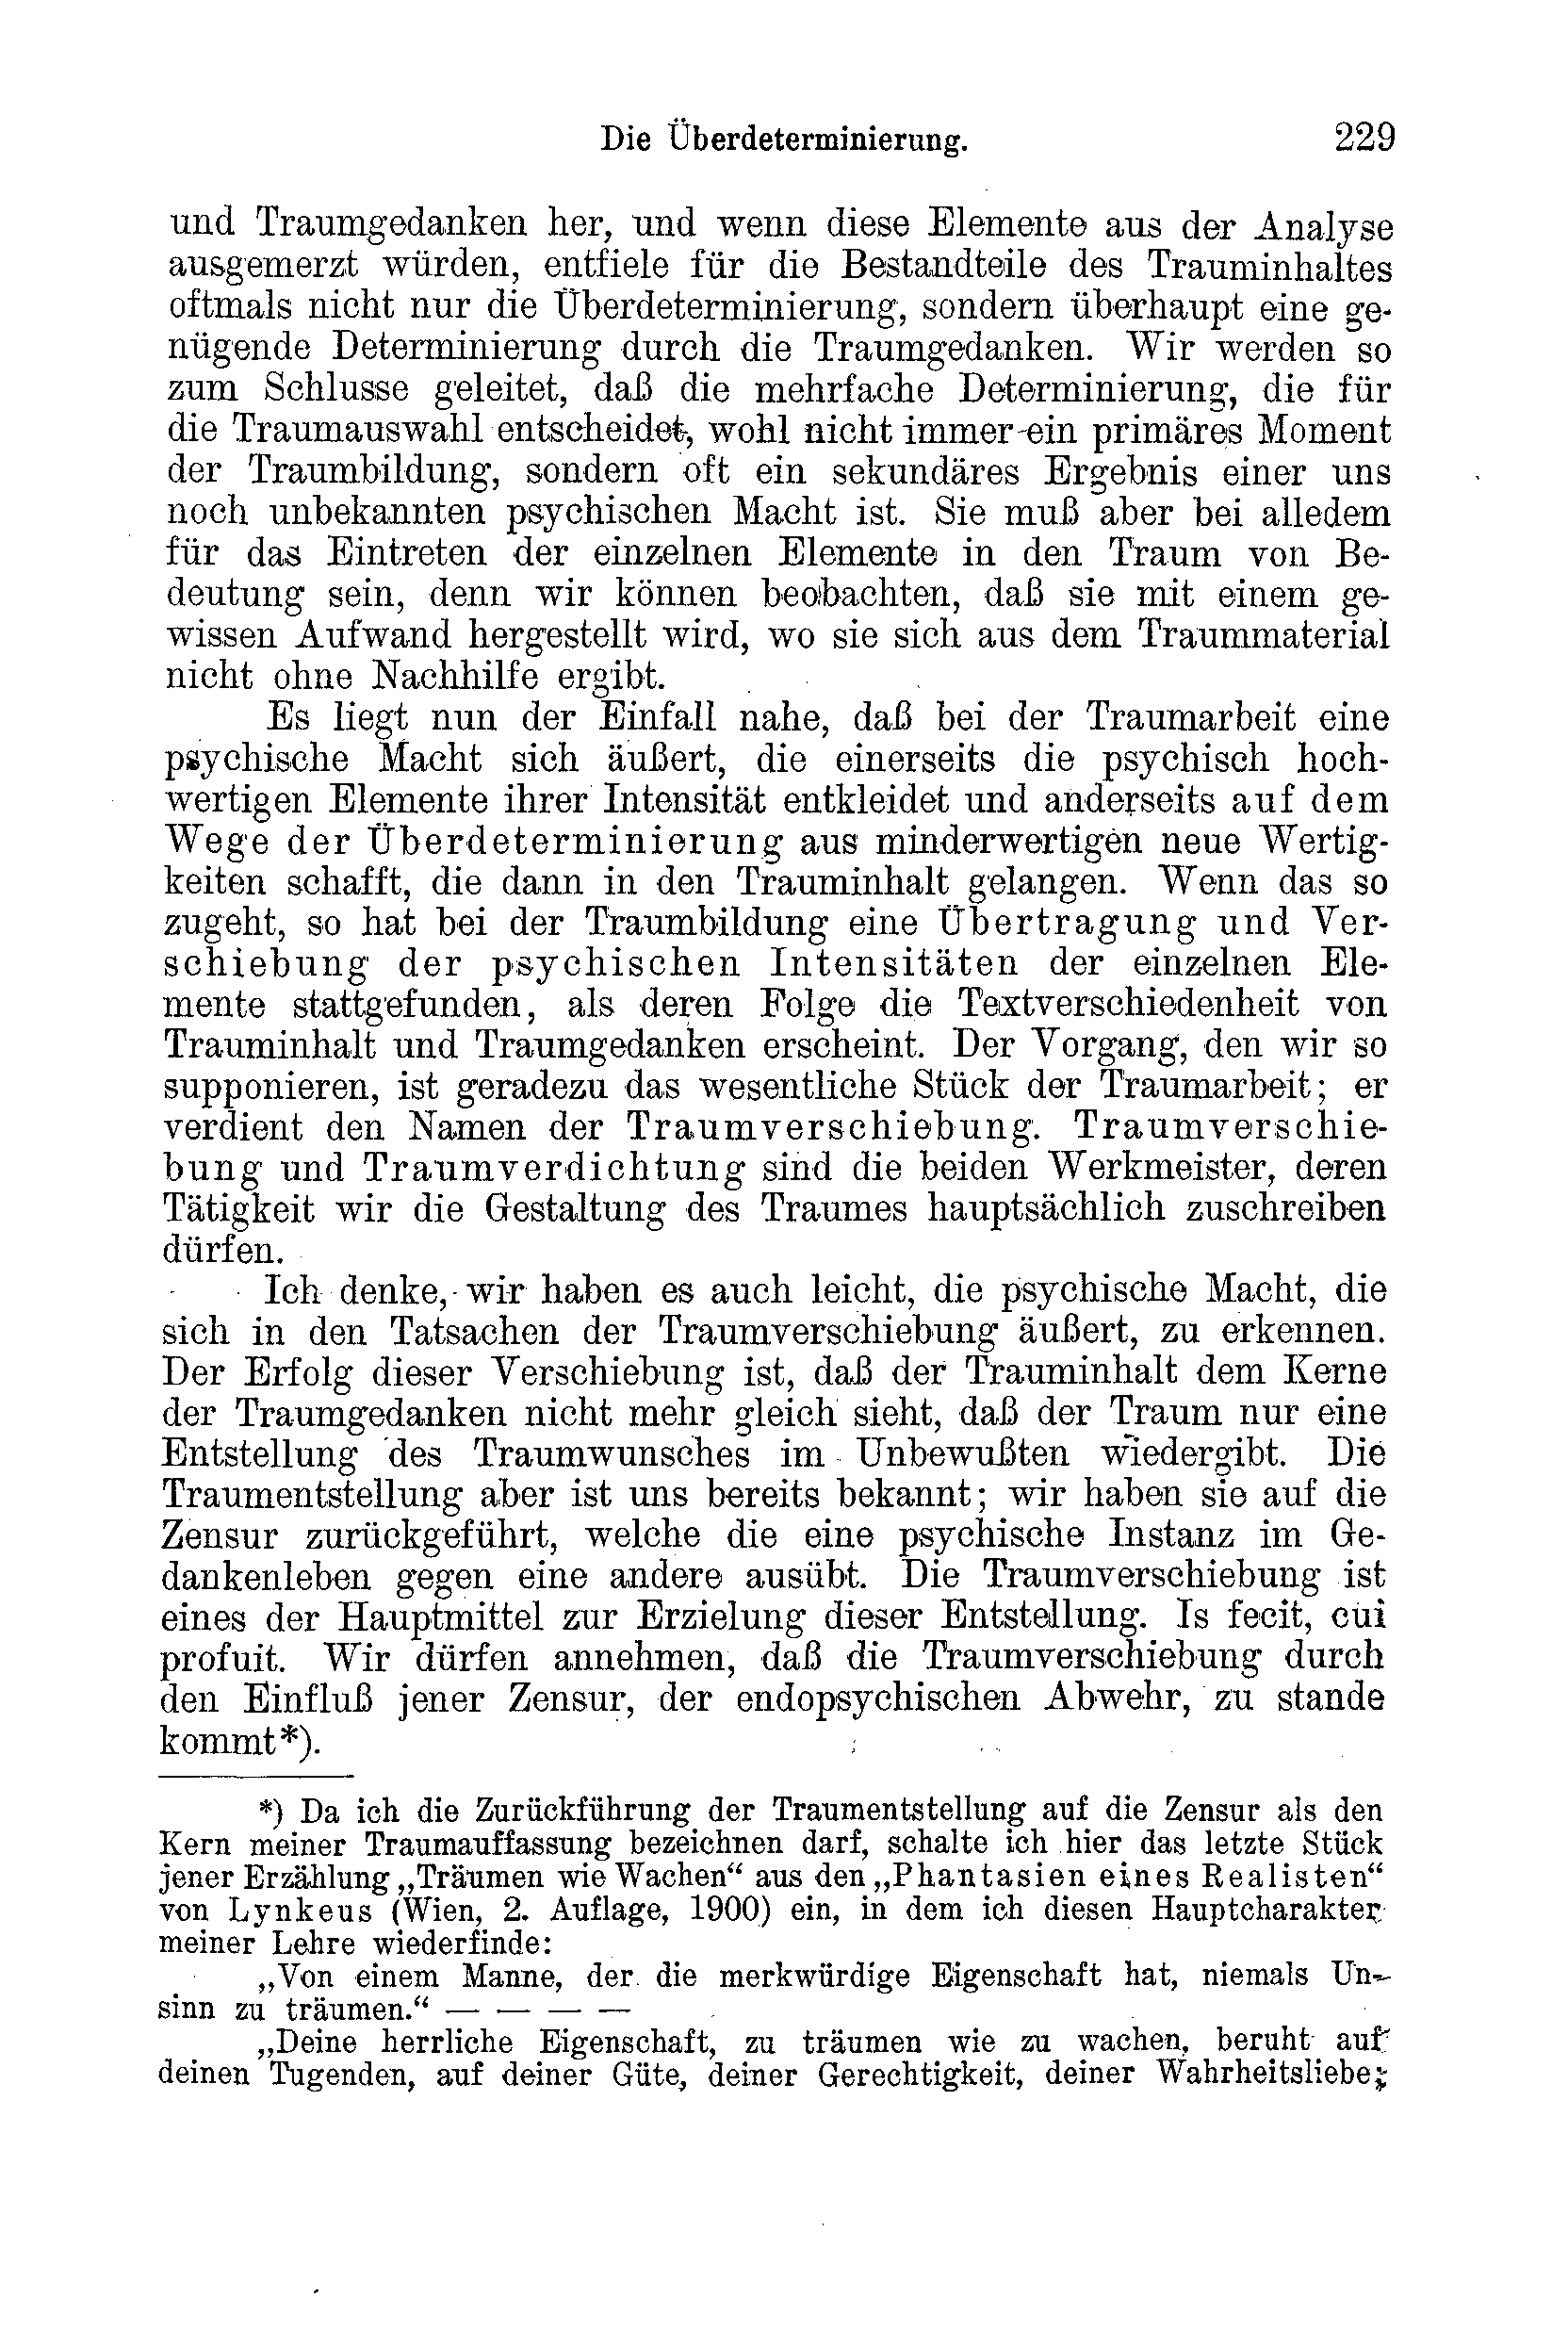 Die Überdeterminierung. 229
und Traumgedanken her, und wenn diese Elemente aus der Analyse
ausgemerzt würden, entfiele für die Bestandteile des Trauminhaltes
oftmals nicht nur die Überdeterminierung, sondern überhaupt eine ge-
nügende Determinierung durch die Traumgedanken. Wir werden so
zum Schlusse geleitet, daß die mehrfache Determinierung, die für
die Traumauswahl entscheidet, wohl nicht immer ein primäres Moment
der Traumbildung, sondern oft ein sekundäres Ergebnis einer uns
noch unbekannten psychischen Macht ist. Sie muß aber bei alledem
für das Eintreten der einzelnen Elemente in den Traum von Be-
deutung sein, denn wir können beobachten, daß sie mit einem ge-
wissen Aufwand hergestellt wird, wo sie sich aus dem Traummaterial
nicht ohne Nachhilfe ergibt.
Es liegt nun der Einfall nahe, daß bei der Traumarbeit eine
psychische Macht sich äußert, die einerseits die psychisch hoch-
wertigen Elemente ihrer Intensität entkleidet und anderseits auf dem
Wege der Überdeterminierung aus minderwertigen neue Wertig-
keiten schafft, die dann in den Trauminhalt gelangen. Wenn das so
zugeht, so hat bei der Traumbildung eine Übertragung und Ver-
schiebung der psychischen Intensitäten der einzelnen Ele-
mente stattgefunden, als deren Folge die Textverschiedenheit von
Trauminhalt und Traumgedanken erscheint. Der Vorgang, den wir so
supponieren, ist geradezu das wesentliche Stück der Traumarbeit; er
verdient den Namen der Traumverschiebung. Traumverschie-
bung und Traumverdichtung sind die beiden Werkmeister, deren
Tätigkeit wir die Gestaltung des Traumes hauptsächlich zuschreiben
dürfen.
Ich denke, wir haben es auch leicht, die psychische Macht, die
sich in den Tatsachen der Traumverschiebung äußert, zu erkennen.
Der Erfolg dieser Verschiebung ist, daß der Trauminhalt dem Kerne
der Traumgedanken nicht mehr gleich sieht, daß der Traum nur eine
Entstellung des Traumwunsches im Unbewußten wiedergibt. Die
Traumentstellung aber ist uns bereits bekannt; wir haben sie auf die
Zensur zurückgeführt, welche die eine psychische Instanz im Ge-
dankenleben gegen eine andere ausübt. Die Traumverschiebung ist
eines der Hauptmittel zur Erzielung dieser Entstellung. Is fecit, cui
profuit. Wir dürfen annehmen, daß die Traumverschiebung durch
den Einfluß jener Zensur, der endopsychischen Abwehr, zu stande
kommt*).
*) Da ich die Zurückführung der Traumentstellung auf die Zensur als den
Kern meiner Traumauffassung bezeichnen darf, schalte ich hier das letzte Stück
jener Erzählung „Träumen wie Wachen“ aus den „Phantasien eines Realisten“
von Lynkeus (Wien, 2. Auflage, 1900) ein, in dem ich diesen Hauptcharakter
meiner Lehre wiederfinde:
„Von einem Manne, der die merkwürdige Eigenschaft hat, niemals Un-
sinn zu träumen.“ — — — —
„Deine herrliche Eigenschaft, zu träumen wie zu wachen, beruht auf
deinen Tugenden, auf deiner Güte, deiner Gerechtigkeit, deiner Wahrheitsliebe;